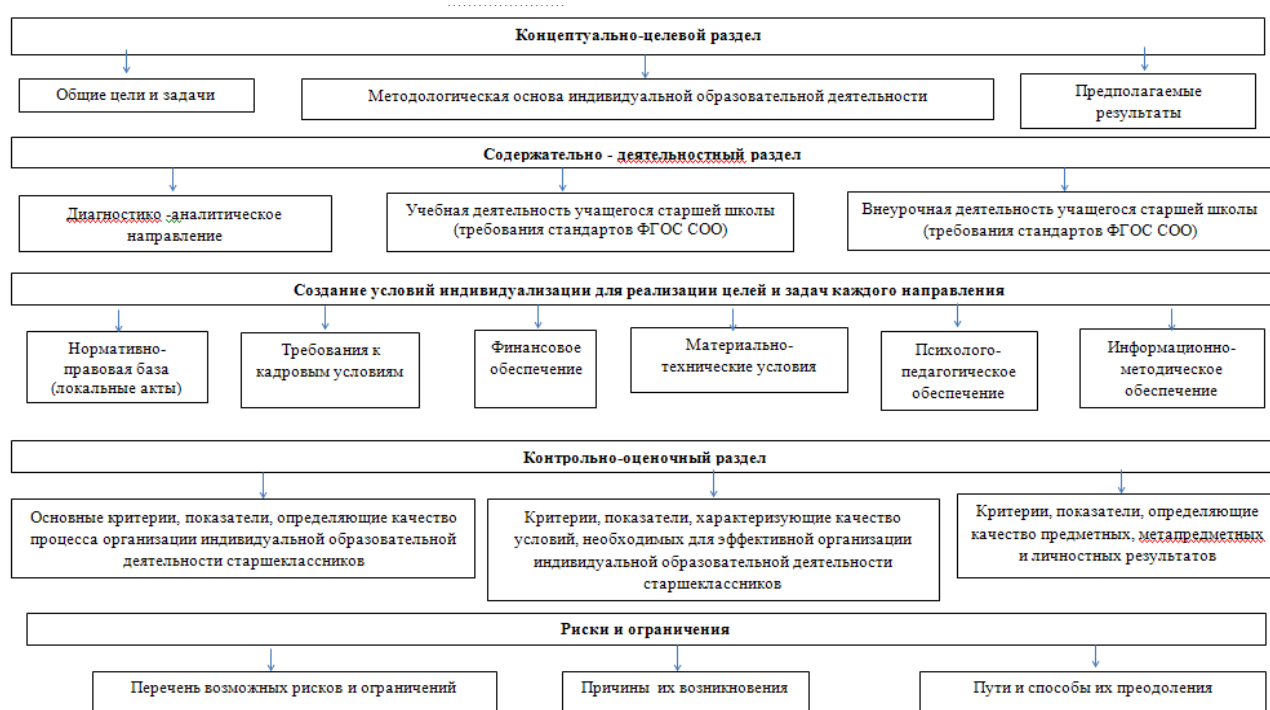 Концептуально-целевой раздел
Общие цели и задачи
Методологическая основа индивидуальной образовательной деятельности
Предполагаемые
результаты
Содержательно - деятельностный раздел
Диагностико -аналитическое
направление
Учебная деятельность учащегося старшей школы
(требования стандартов ФГОС СОО)
Внеурочная деятельность учащегося старшей школы
(требования стандартов ФГОС СОО)
Создание условий индивидуализации для реализации целей и задач каждого направления
Нормативно-
правовая база
(локальные акты)
Требования к
кадровым условиям
Финансовое
обеспечение
Материально-
технические условия
Психолого-
педагогическое
обеспечение
Информационно-
методическое
обеспечение
Контрольно-оценочный раздел
Основные критерии, показатели, определяющие качество
процесса организации индивидуальной образовательной
деятельности старшеклассников
Критерии, показатели, характеризующие качество
условий, необходимых для эффективной организации
индивидуальной образовательной деятельности
старшеклассников
Критерии, показатели, определяющие
качество предметных, метапредметных
и личностных результатов
Риски и ограничения
Перечень возможных рисков и ограничений
Причины их возникновения
Пути и способы их преодоления